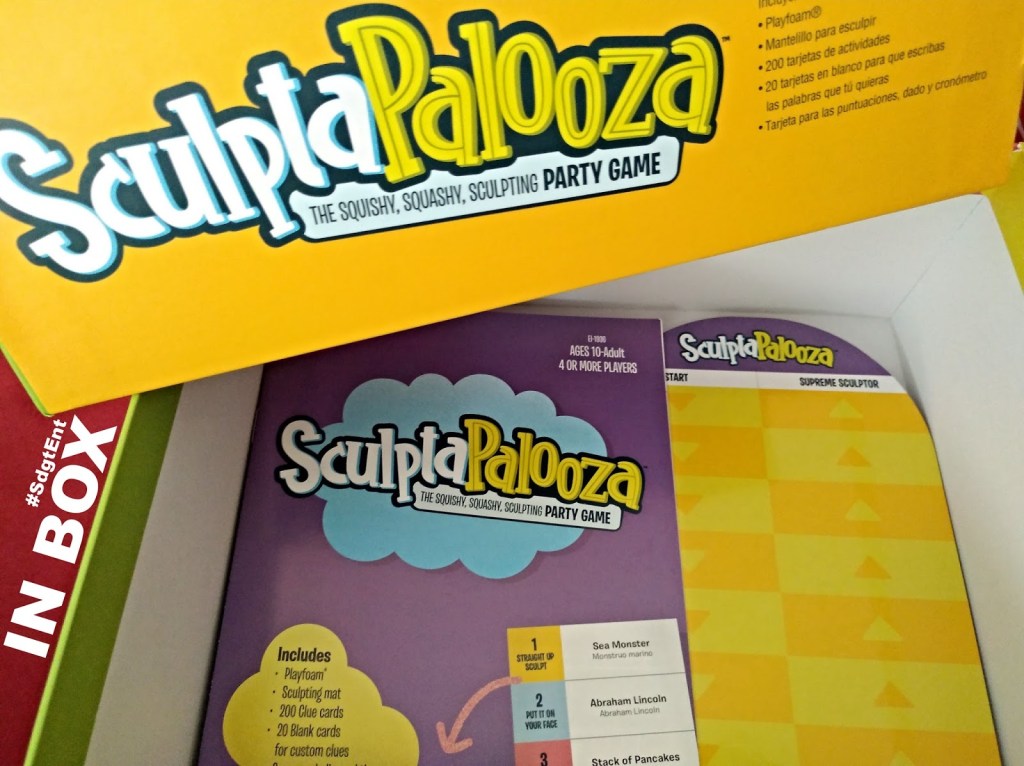 SculptaPalooza™
THE SQUISHY, SQUASHY, SCULPTING PARTY GAME
• Playfoam®
• Mantelillo para esculpir
• 200 tarjetas de actividades
• 20 tarjetas en blanco para que escribas
las palabras que tú quieras
• Tarjeta para las puntuaciones, dado y cronómetro
#SdgtEnt
IN BOX
EI-1930
AGES 10-Adult
4 OR MORE PLAYERS
SculptaPalooza™
THE SQUISHY, SQUASHY, SCULPTING PARTY GAME
Includes
• Playfoam®
• Sculpting mat
• 200 Clue cards
• 20 Blank cards
for custom clues
1
STRAIGHT UP
SCULPT
Sea Monster
Monstruo marino
2
PUT IT ON
YOUR FACE
Abraham Lincoln
Abraham Lincoln
3
Stack of Pancakes
SculptaPalooza
START
SUPREME SCULPTOR